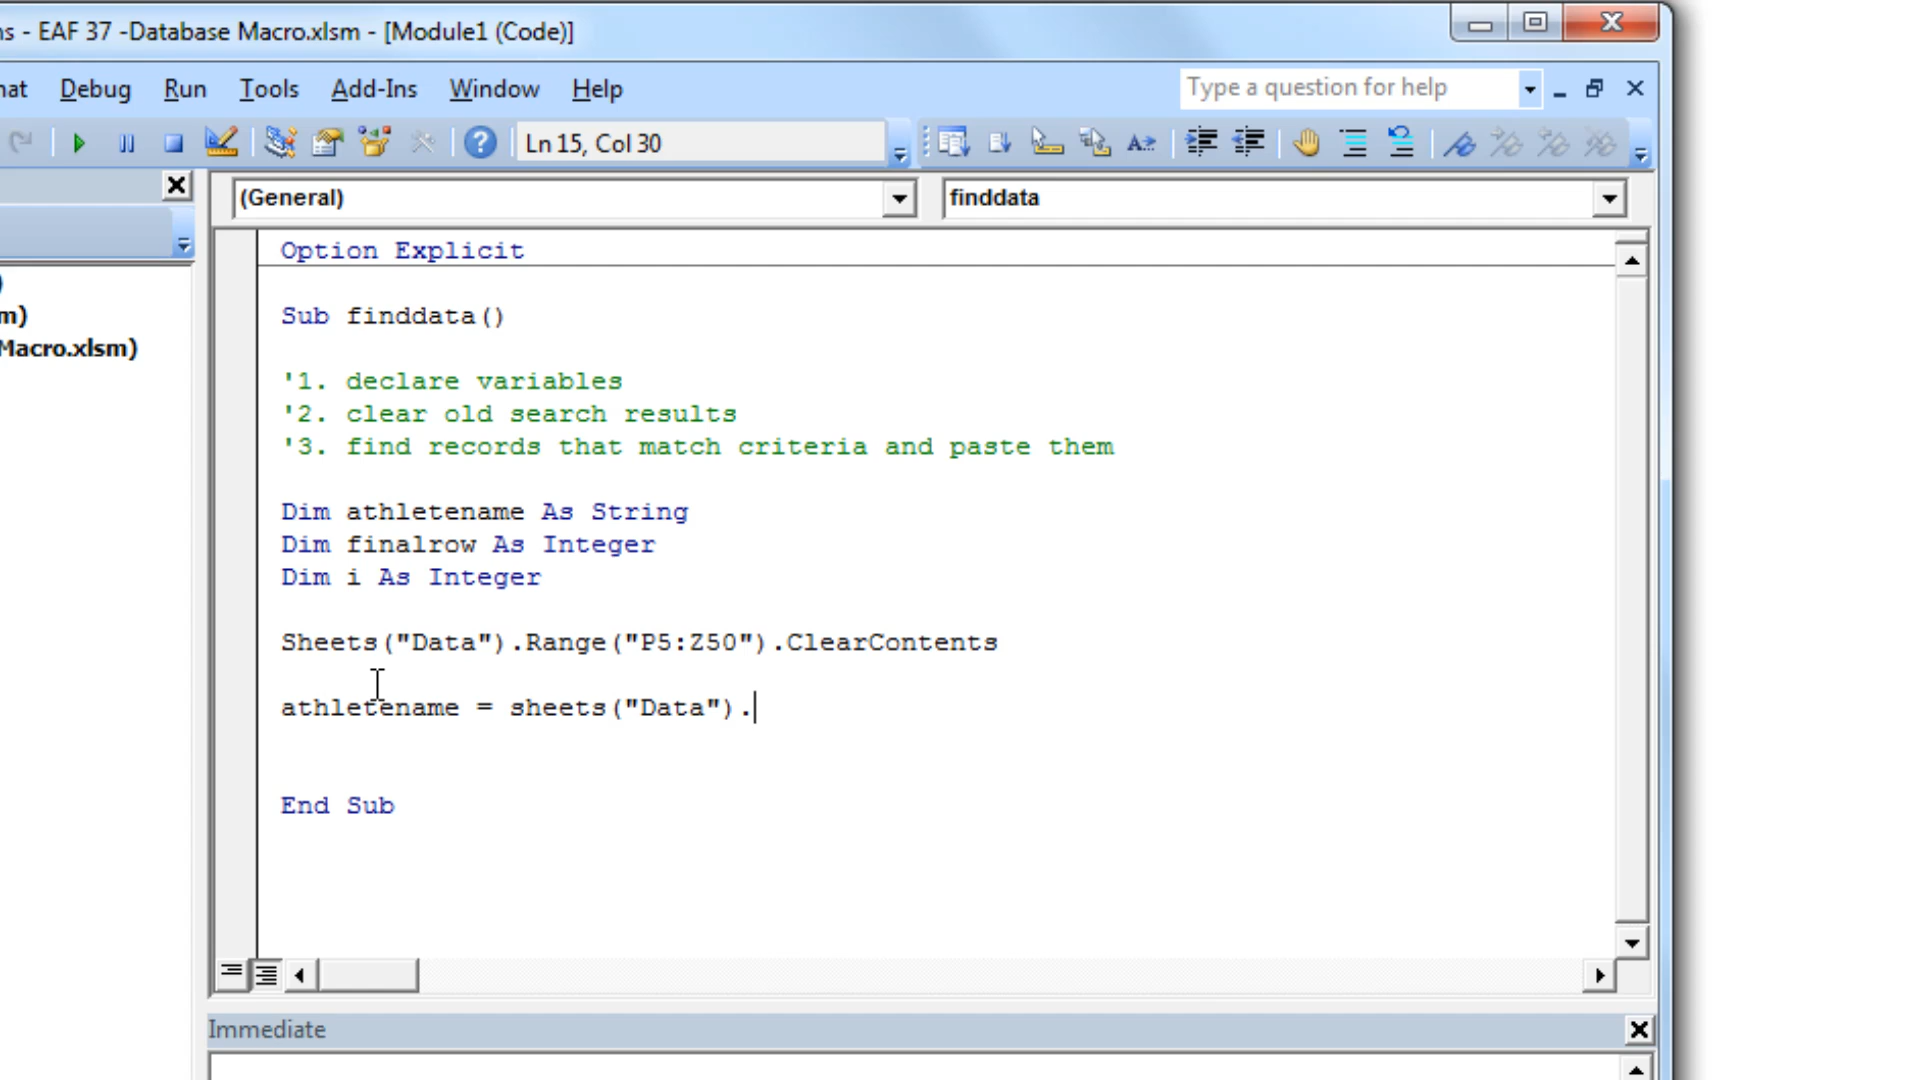 ns - EAF 37 -Database Macro.xlsm - [Module1 (Code)]
nat Debug Run Tools Add-Ins Window Help Type a question for help
Ln 15, Col 30
(General) finddata
Option Explicit
)
Sub finddata()
m)
Macro.xlsm)
'1. declare variables
'2. clear old search results
'3. find records that match criteria and paste them
Dim athletename As String
Dim finalrow As Integer
Dim i As Integer
Sheets("Data").Range("P5:Z50").ClearContents
athletename = sheets("Data").
End Sub
Immediate